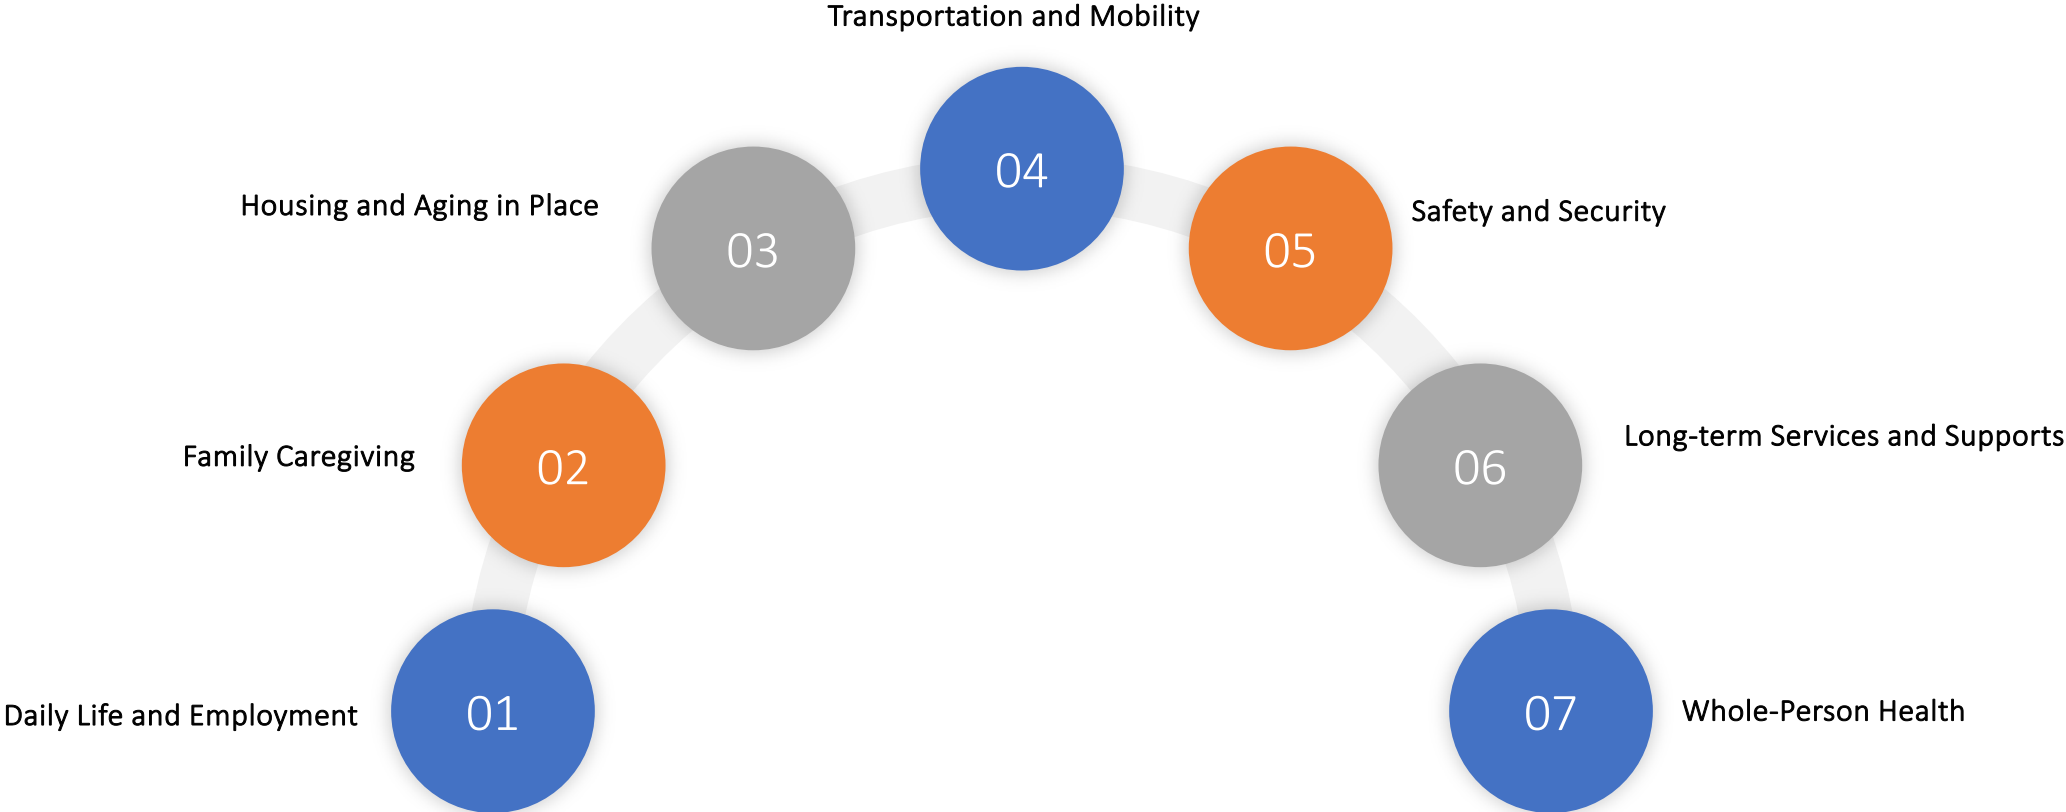 Transportation and Mobility
04
Housing and Aging in Place
03
05
Safety and Security
Family Caregiving
02
06
Long-term Services and Supports
Daily Life and Employment
01
07
Whole-Person Health